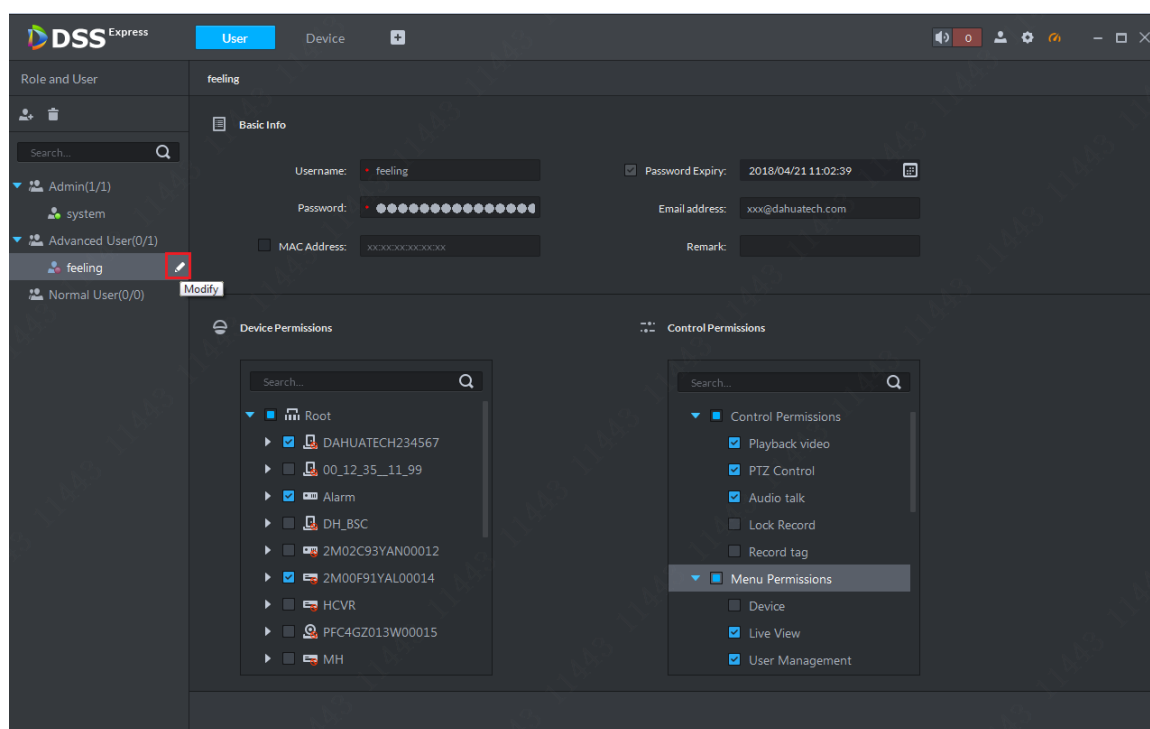 DSS Express
User
Device
0
Role and User
feeling
Basic Info
Search...
Username: * feeling
Password Expiry: 2018/04/21 11:02:39
Admin(1/1)
Password: *
Email address: xxx@dahuatech.com
system
Advanced User(0/1)
MAC Address: xx:xx:xx:xx:xx:xx
Remark:
feeling
Modify
Normal User(0/0)
Device Permissions
Search...
Root
DAHUATECH234567
00_12_35__11_99
Alarm
DH_BSC
2M02C93YAN00012
2M00F91YAL00014
HCVR
PFC4GZ013W00015
MH
Control Permissions
Search...
Control Permissions
Playback video
PTZ Control
Audio talk
Lock Record
Record tag
Menu Permissions
Device
Live View
User Management
11443